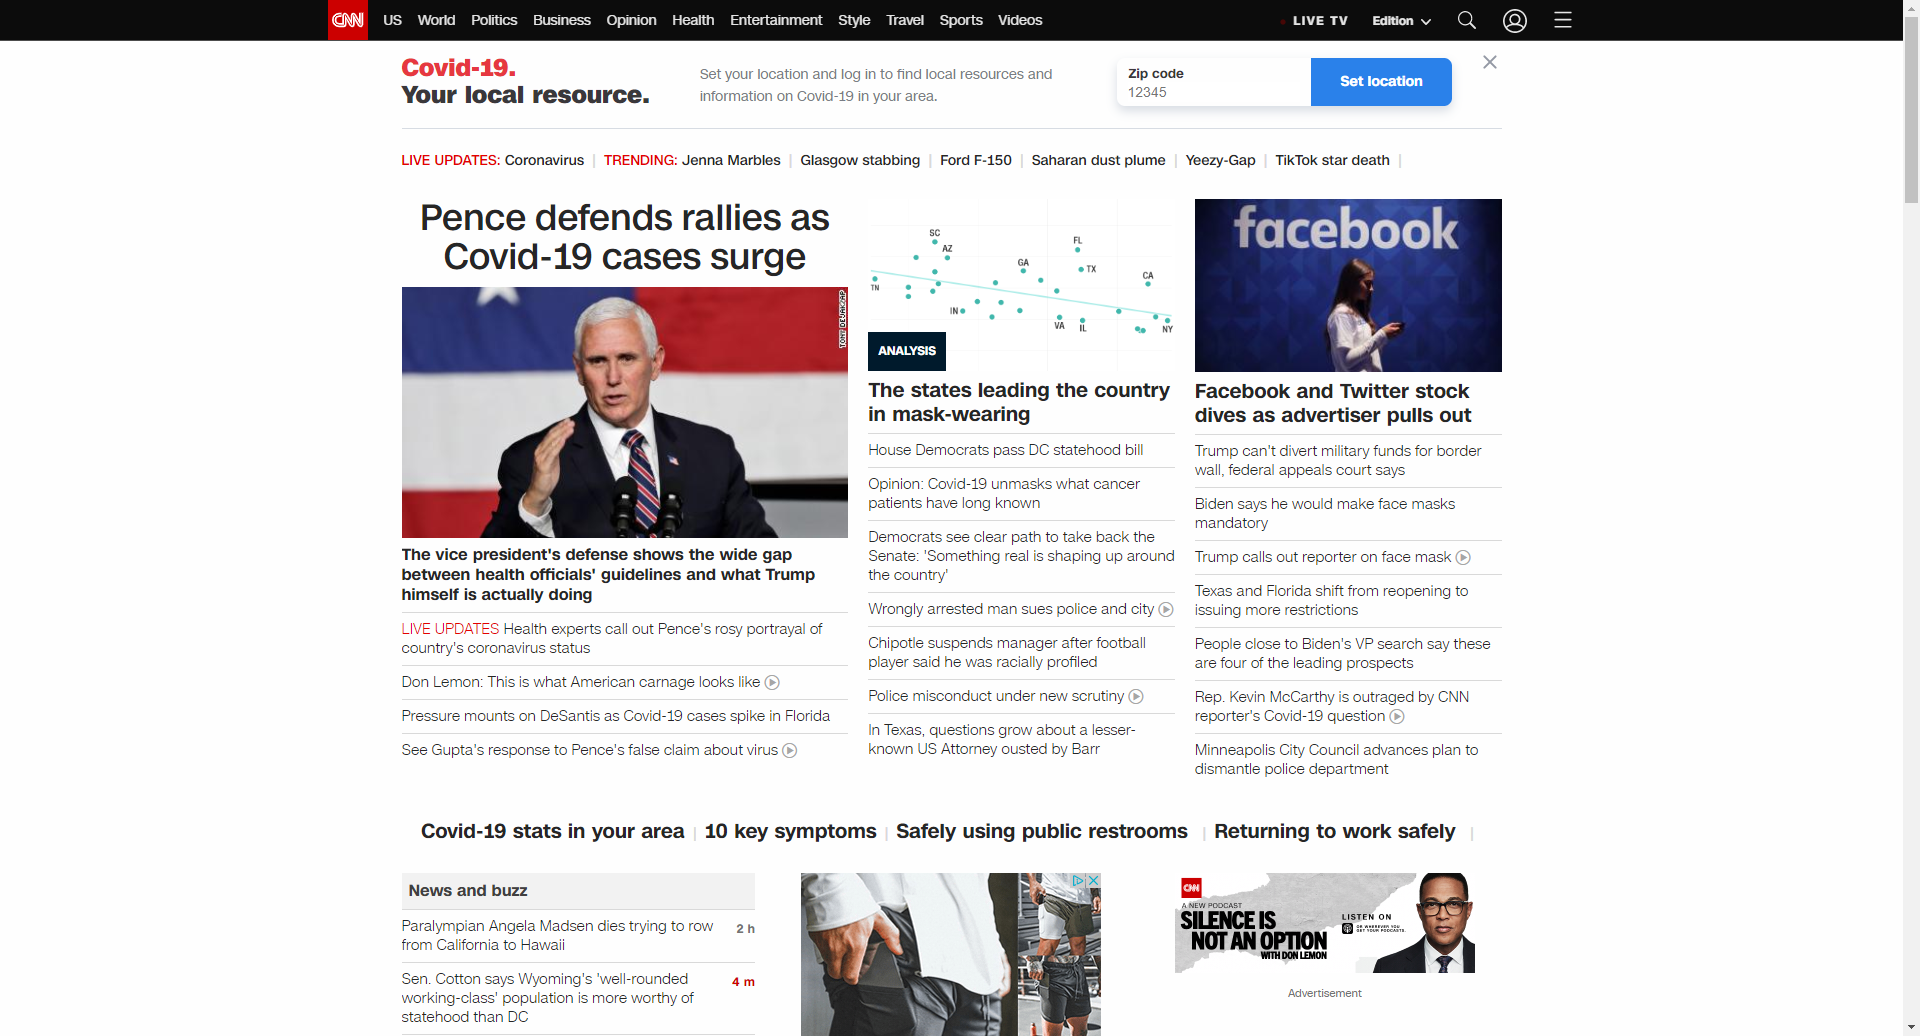 CNN
US World Politics Business Opinion Health Entertainment Style Travel Sports Videos
LIVE TV Edition
Covid-19.
Your local resource.
Set your location and log in to find local resources and
information on Covid-19 in your area.
Zip code
12345
Set location
LIVE UPDATES: Coronavirus | TRENDING: Jenna Marbles | Glasgow stabbing | Ford F-150 | Saharan dust plume | Yeezy-Gap | TikTok star death |
Pence defends rallies as
Covid-19 cases surge
The vice president's defense shows the wide gap
between health officials' guidelines and what Trump
himself is actually doing
LIVE UPDATES Health experts call out Pence's rosy portrayal of
country's coronavirus status
Don Lemon: This is what American carnage looks like
Pressure mounts on DeSantis as Covid-19 cases spike in Florida
See Gupta's response to Pence's false claim about virus
SC
AZ
FL
GA
TX
CA
TN
IN
VA
IL
NY
ANALYSIS
The states leading the country
in mask-wearing
House Democrats pass DC statehood bill
Opinion: Covid-19 unmasks what cancer
patients have long known
Democrats see clear path to take back the
Senate: 'Something real is shaping up around
the country'
Wrongly arrested man sues police and city
Chipotle suspends manager after football
player said he was racially profiled
Police misconduct under new scrutiny
In Texas, questions grow about a lesser-
known US Attorney ousted by Barr
facebook
Facebook and Twitter stock
dives as advertiser pulls out
Trump can't divert military funds for border
wall, federal appeals court says
Biden says he would make face masks
mandatory
Trump calls out reporter on face mask
Texas and Florida shift from reopening to
issuing more restrictions
People close to Biden's VP search say these
are four of the leading prospects
Rep. Kevin McCarthy is outraged by CNN
reporter's Covid-19 question
Minneapolis City Council advances plan to
dismantle police department
Covid-19 stats in your area | 10 key symptoms | Safely using public restrooms | Returning to work safely |
News and buzz
Paralympian Angela Madsen dies trying to row
from California to Hawaii
2 h
Sen. Cotton says Wyoming's 'well-rounded
working-class' population is more worthy of
statehood than DC
4 m
CNN
A NEW PODCAST
SILENCE IS
NOT AN OPTION
WITH DON LEMON
LISTEN ON
OR WHEREVER YOU
GET YOUR PODCASTS.
Advertisement